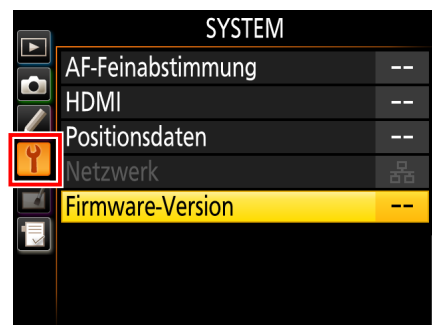 SYSTEM
AF-Feinabstimmung --
HDMI --
Positionsdaten --
Netzwerk
Firmware-Version --